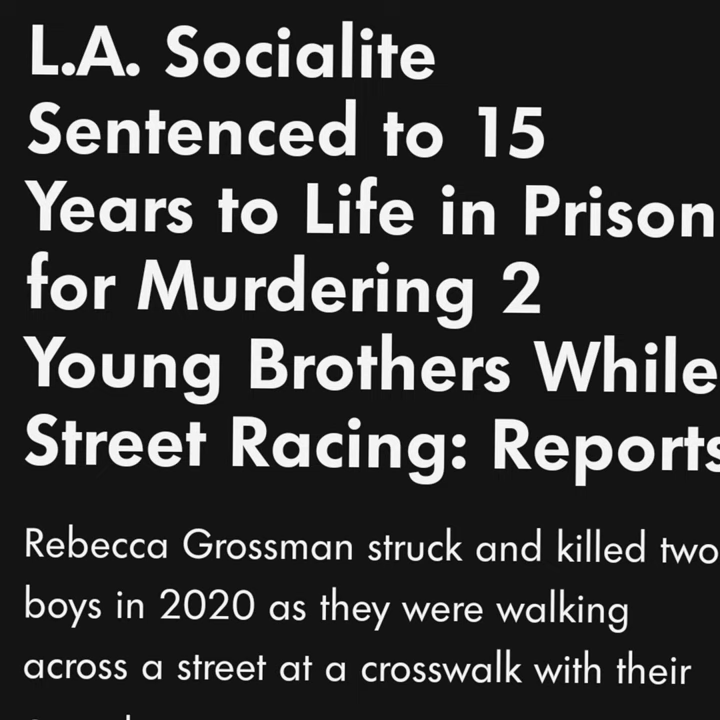 L.A. Socialite
Sentenced to 15
Years to Life in Prison
for Murdering 2
Young Brothers While
Street Racing: Reports
Rebecca Grossman struck and killed two
boys in 2020 as they were walking
across a street at a crosswalk with their